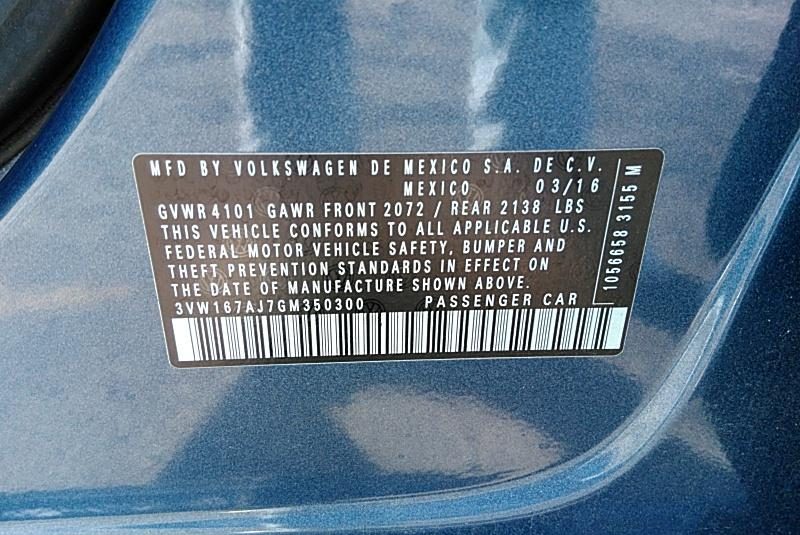 MFD BY VOLKSWAGEN DE MEXICO S.A. DE C.V.
MEXICO 03/16
GVWR 4101 GAWR FRONT 2072 / REAR 2138 LBS
THIS VEHICLE CONFORMS TO ALL APPLICABLE U.S.
FEDERAL MOTOR VEHICLE SAFETY, BUMPER AND
THEFT PREVENTION STANDARDS IN EFFECT ON
THE DATE OF MANUFACTURE SHOWN ABOVE.
3VW167AJ7GM350300 PASSENGER CAR
1056658 3155 M